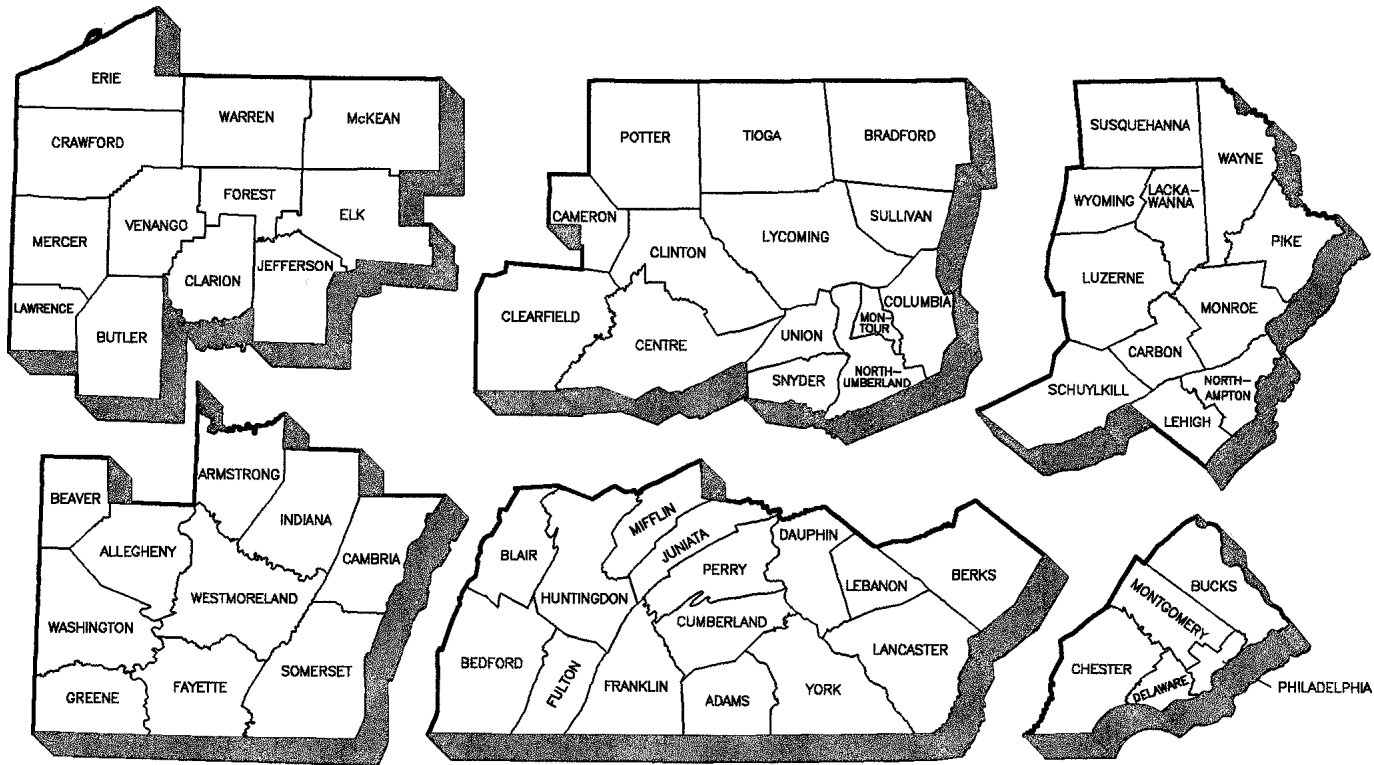 ERIE
WARREN
McKEAN
CRAWFORD
FOREST
ELK
VENANGO
MERCER
JEFFERSON
CLARION
LAWRENCE
BUTLER
POTTER
TIOGA
BRADFORD
CAMERON
SULLIVAN
LYCOMING
CLINTON
CLEARFIELD
COLUMBIA
MON-
TOUR
UNION
CENTRE
SNYDER
NORTH-
UMBERLAND
SUSQUEHANNA
WAYNE
WYOMING
LACKA-
WANNA
PIKE
LUZERNE
MONROE
CARBON
SCHUYLKILL
NORTH-
AMPTON
LEHIGH
ARMSTRONG
BEAVER
INDIANA
ALLEGHENY
CAMBRIA
WESTMORELAND
WASHINGTON
SOMERSET
FAYETTE
GREENE
MIFFLIN
DAUPHIN
BLAIR
JUNIATA
PERRY
LEBANON
BERKS
HUNTINGDON
CUMBERLAND
LANCASTER
BEDFORD
FULTON
FRANKLIN
ADAMS
YORK
BUCKS
MONTGOMERY
CHESTER
DELAWARE
PHILADELPHIA